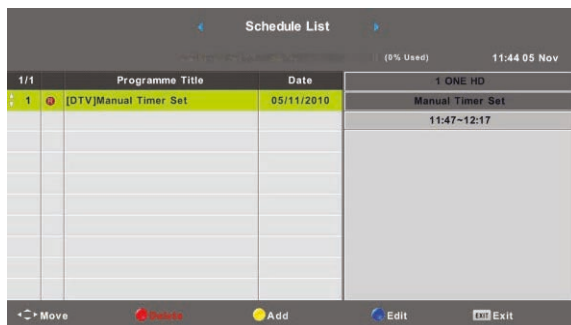 Schedule List
(0% Used) 11:44 05 Nov
1/1 Programme Title Date 1 ONE HD
1 [DTV]Manual Timer Set 05/11/2010 Manual Timer Set
11:47~12:17
Move Delete Add Edit EXIT Exit